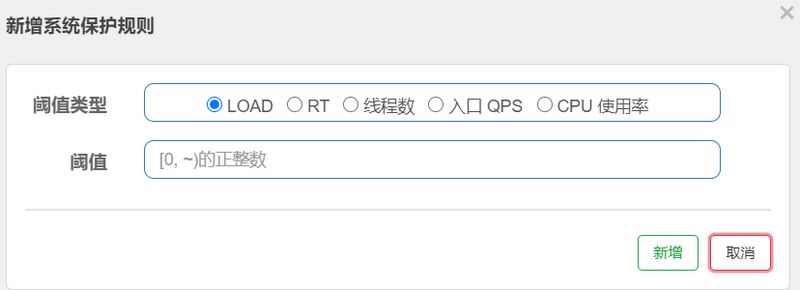 新增系统保护规则
×
阈值类型 LOAD RT 线程数 入口 QPS CPU 使用率
阈值 [0, ~)的正整数
新增 取消